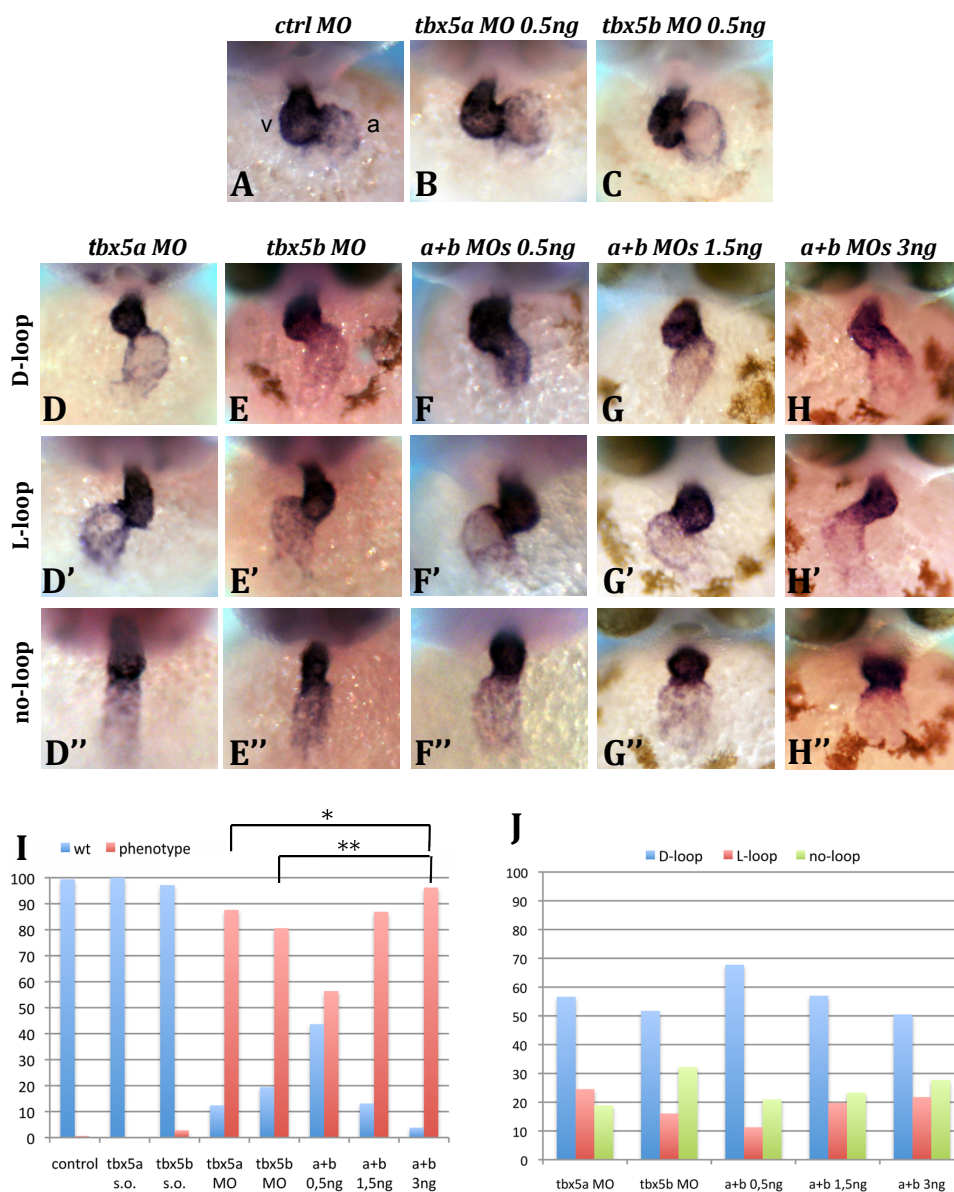 ctrl MO tbx5a MO 0.5ng tbx5b MO 0.5ng
v a
A B C
tbx5a MO tbx5b MO a+b MOs 0.5ng a+b MOs 1.5ng a+b MOs 3ng
D-loop
D E F G H
L-loop
D' E' F' G' H'
no-loop
D'' E'' F'' G'' H''
I
wt phenotype
* 
**
100
90
80
70
60
50
40
30
20
10
0
control tbx5a s.o. tbx5b s.o. tbx5a MO tbx5b MO a+b 0,5ng a+b 1,5ng a+b 3ng
J
D-loop L-loop no-loop
100
90
80
70
60
50
40
30
20
10
0
tbx5a MO tbx5b MO a+b 0,5ng a+b 1,5ng a+b 3ng